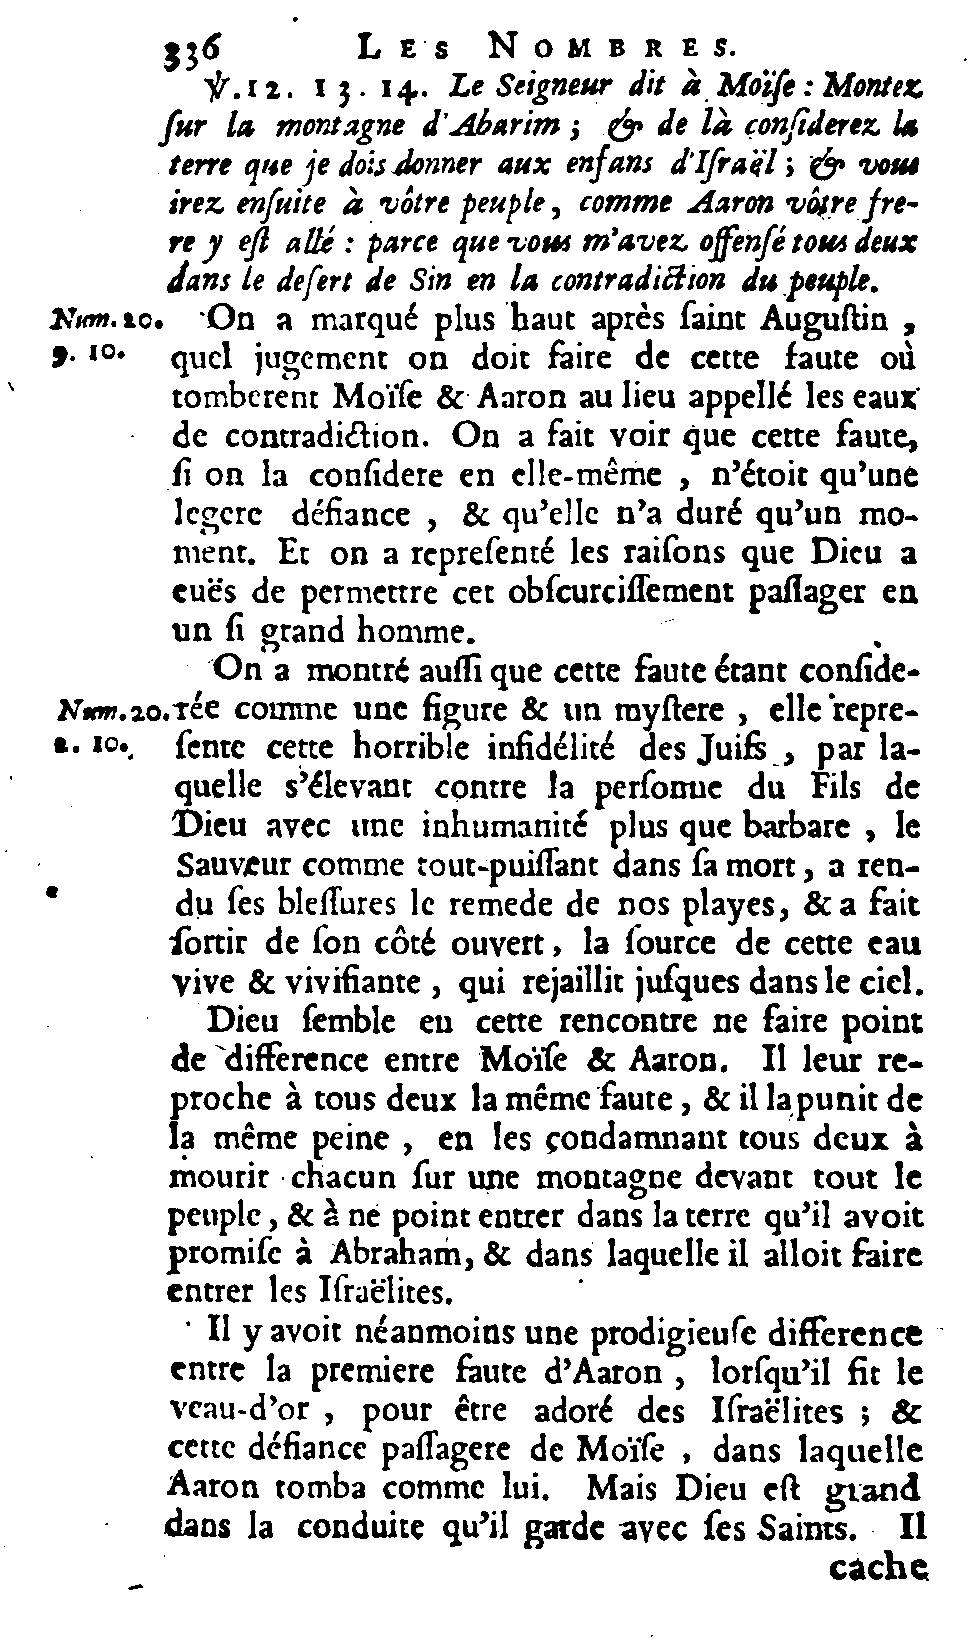 336 LES NOMBRES.
℣.12. 13. 14. Le Seigneur dit à Moïſe : Montez
ſur la montagne d'Abarim ; & de là conſiderez la
terre que je dois donner aux enfans d'Iſraël ; & vous
irez enſuite à vôtre peuple, comme Aaron vôtre fre-
re y eſt allé : parce que vous m'avez offenſé tous deux
dans le deſert de Sin en la contradiction du peuple.
Num. 20. On a marqué plus haut après ſaint Auguſtin ,
9. 10. quel jugement on doit faire de cette faute où
tomberent Moïſe & Aaron au lieu appellé les eaux
de contradiction. On a fait voir que cette faute,
ſi on la conſidere en elle-même , n'étoit qu'une
legere défiance , & qu'elle n'a duré qu'un mo-
ment. Et on a repreſenté les raiſons que Dieu a
euës de permettre cet obſcurciſſement paſſager en
un ſi grand homme.
On a montré auſſi que cette faute étant conſide-
Num. 20. rée comme une figure & un myſtere , elle repre-
10. ſente cette horrible infidélité des Juifs , par la-
quelle s'élevant contre la perſonne du Fils de
Dieu avec une inhumanité plus que barbare , le
Sauveur comme tout-puiſſant dans ſa mort, a ren-
du ſes bleſſures le remede de nos playes, & a fait
ſortir de ſon côté ouvert, la ſource de cette eau
vive & vivifiante , qui rejaillit juſques dans le ciel.
Dieu ſemble en cette rencontre ne faire point
de difference entre Moïſe & Aaron. Il leur re-
proche à tous deux la même faute, & il la punit de
la même peine , en les condamnant tous deux à
mourir chacun ſur une montagne devant tout le
peuple, & à ne point entrer dans la terre qu'il avoit
promiſe à Abraham, & dans laquelle il alloit faire
entrer les Iſraëlites.
Il y avoit néanmoins une prodigieuſe difference
entre la premiere faute d'Aaron , lorſqu'il fit le
veau-d'or , pour être adoré des Iſraëlites ; &
cette défiance paſſagere de Moïſe , dans laquelle
Aaron tomba comme lui. Mais Dieu eſt grand
dans la conduite qu'il garde avec ſes Saints. Il
cache